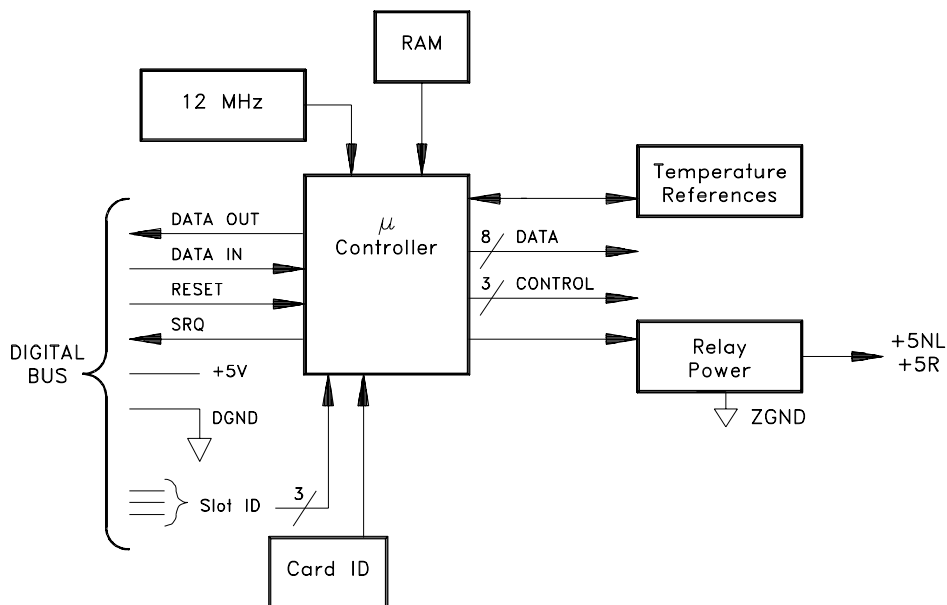 RAM
12 MHz
Temperature
References
μ
Controller
DATA OUT
8 DATA
DATA IN
3 CONTROL
RESET
SRQ
DIGITAL
BUS
+5V
Relay
Power
+5NL
+5R
DGND
ZGND
Slot ID
3
Card ID